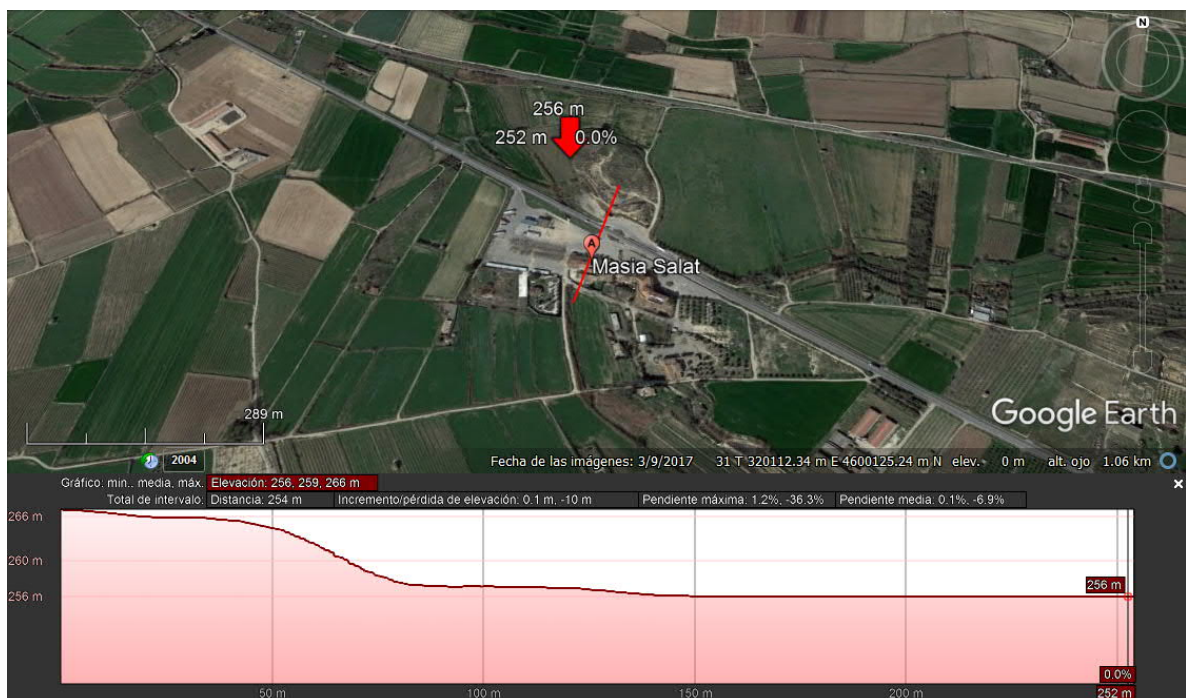 N
256 m
252 m 0.0%
A
Masia Salat
289 m
Google Earth
2004
Fecha de las imágenes: 3/9/2017 31 T 320112.34 m E 4600125.24 m N elev. 0 m alt. ojo 1.06 km
Gráfico: mín., media, máx. Elevación: 256, 259, 266 m
Total de intervalo: Distancia: 254 m Incremento/pérdida de elevación: 0.1 m, -10 m Pendiente máxima: 1.2%, -36.3% Pendiente media: 0.1%, -6.9%
266 m
260 m
256 m
256 m
0.0%
50 m 100 m 150 m 200 m 252 m